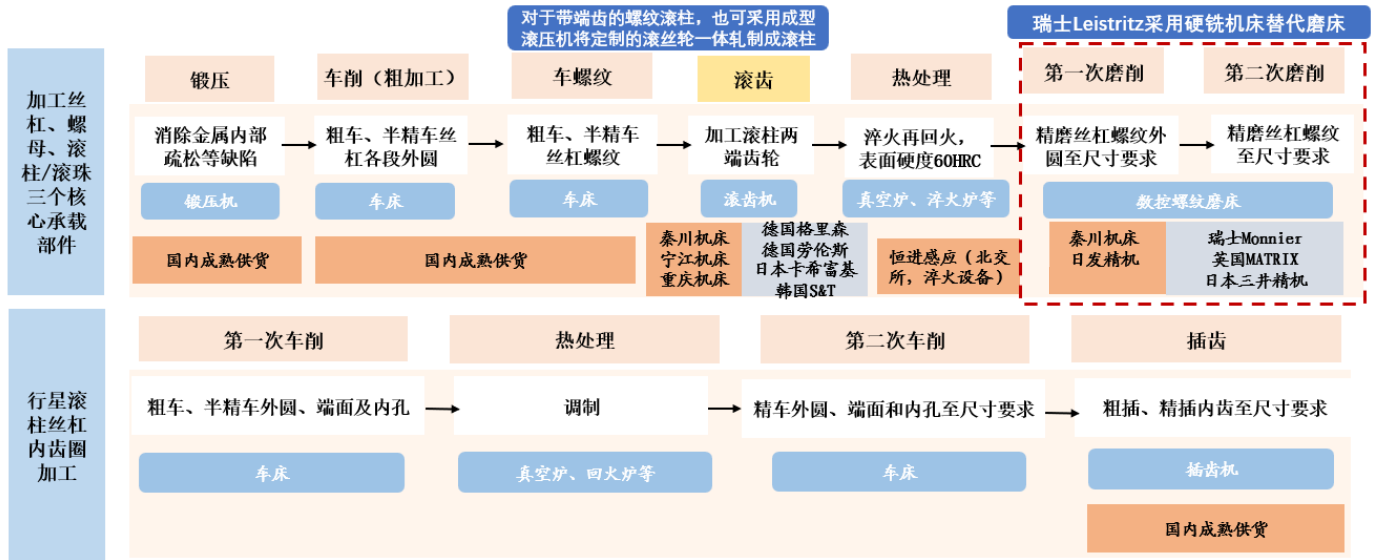 对于带端齿的螺纹滚柱，也可采用成型
滚压机将定制的滚丝轮一体轧制成滚柱
瑞士Leistritz采用硬铣机床替代磨床
加工丝
杠、螺
母、滚
柱/滚珠
三个核
心承载
部件
锻压
车削（粗加工）
车螺纹
滚齿
热处理
第一次磨削
第二次磨削
消除金属内部
疏松等缺陷
粗车、半精车丝
杠各段外圆
粗车、半精车
丝杠螺纹
加工滚柱两
端齿轮
淬火再回火，
表面硬度60HRC
精磨丝杠螺纹外
圆至尺寸要求
精磨丝杠螺纹
至尺寸要求
锻压机
车床
车床
滚齿机
真空炉、淬火炉等
数控螺纹磨床
国内成熟供货
国内成熟供货
秦川机床
宁江机床
重庆机床
德国格里森
德国劳伦斯
日本卡希富基
韩国S&T
恒进感应（北交
所，淬火设备）
秦川机床
日发精机
瑞士Monnier
英国MATRIX
日本三井精机
行星滚
柱丝杠
内齿圈
加工
第一次车削
热处理
第二次车削
插齿
粗车、半精车外圆、端面及内孔
调制
精车外圆、端面和内孔至尺寸要求
粗插、精插内齿至尺寸要求
车床
真空炉、回火炉等
车床
插齿机
国内成熟供货